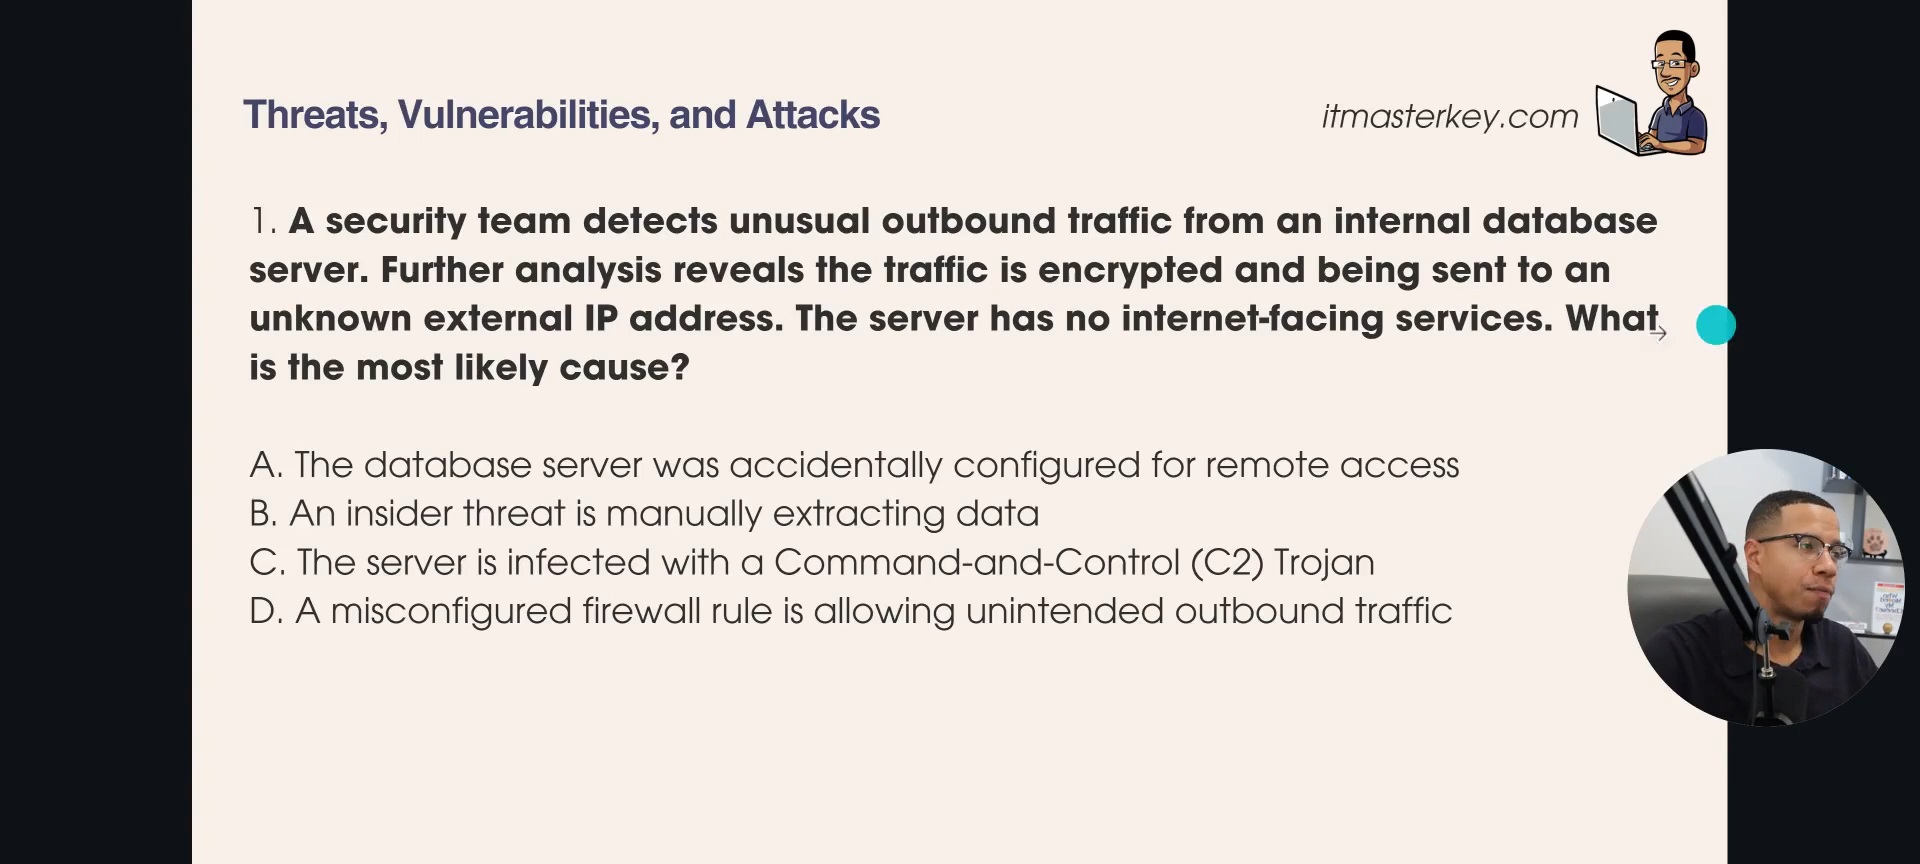 Threats, Vulnerabilities, and Attacks
itmasterkey.com
1. A security team detects unusual outbound traffic from an internal database
server. Further analysis reveals the traffic is encrypted and being sent to an
unknown external IP address. The server has no internet-facing services. What
is the most likely cause?
A. The database server was accidentally configured for remote access
B. An insider threat is manually extracting data
C. The server is infected with a Command-and-Control (C2) Trojan
D. A misconfigured firewall rule is allowing unintended outbound traffic